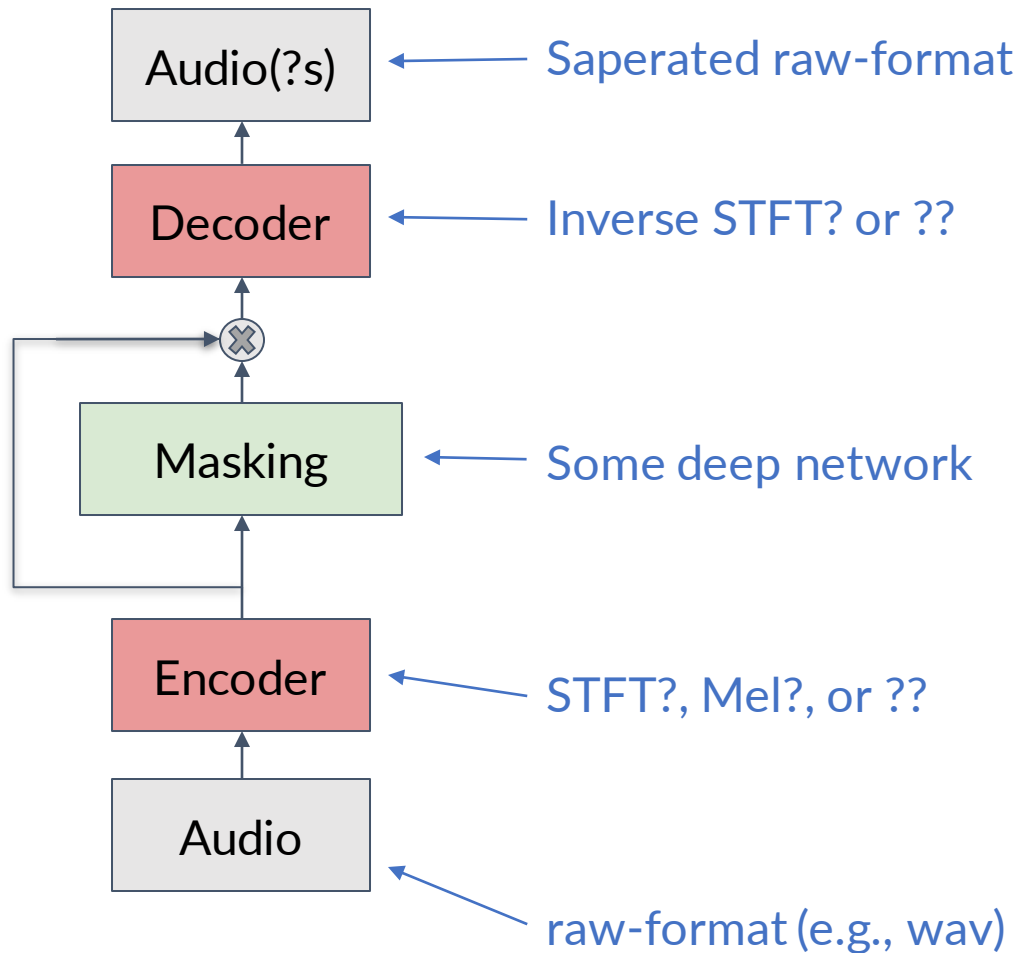 Audio(?s)
Saperated raw-format
Decoder
Inverse STFT? or ??
Masking
Some deep network
Encoder
STFT?, Mel?, or ??
Audio
raw-format (e.g., wav)